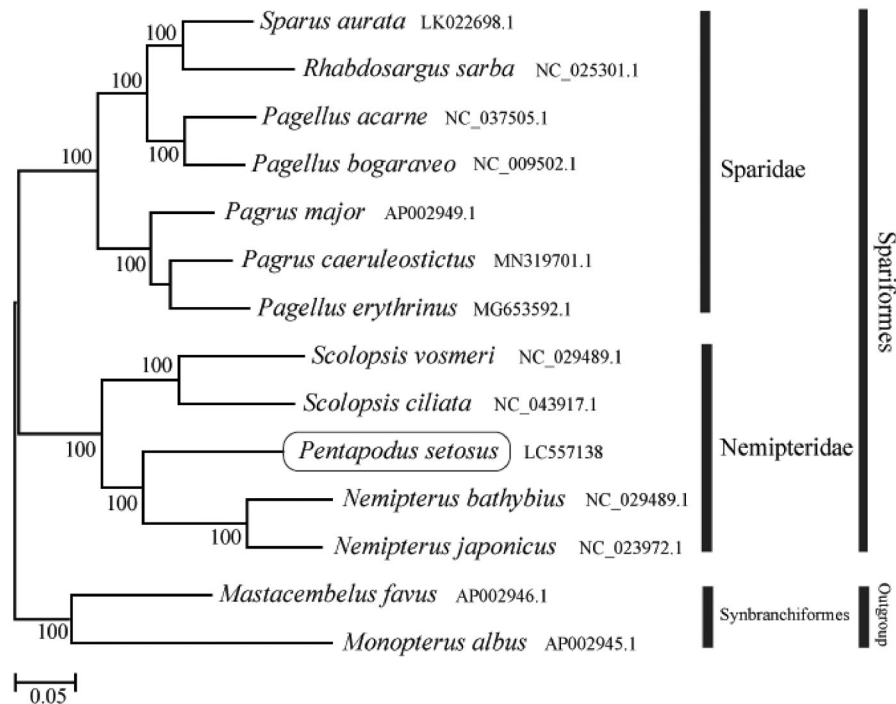 100
Sparus aurata LK022698.1
100
Rhabdosargus sarba NC_025301.1
Pagellus acarne NC_037505.1
100
Pagellus bogaraveo NC_009502.1
100
Pagrus major AP002949.1
100
Pagrus caeruleostictus MN319701.1
Pagellus erythrinus MG653592.1
Sparidae
Scolopsis vosmeri NC_029489.1
100
Scolopsis ciliata NC_043917.1
100
Pentapodus setosus LC557138
100
Nemipterus bathybius NC_029489.1
100
Nemipterus japonicus NC_023972.1
Nemipteridae
Spariformes
Mastacembelus favus AP002946.1
100
Monopterus albus AP002945.1
Synbranchiformes
Outgroup
0.05